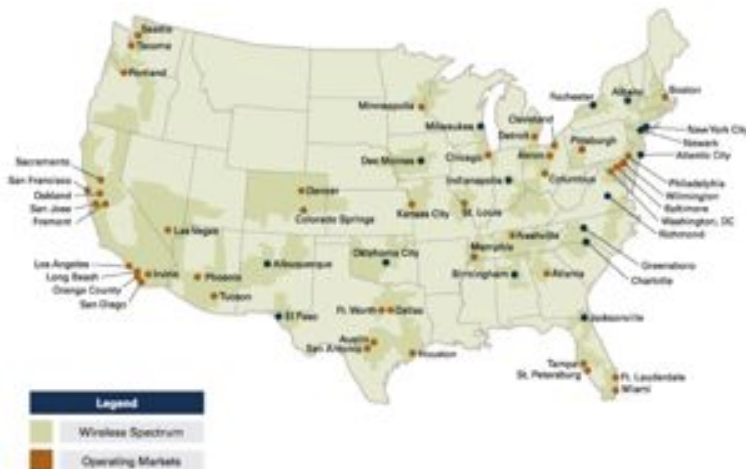 Seattle
Tacoma
Portland
Minneapolis
Milwaukee
Cleveland
Detroit
Rochester
Albany
Boston
New York City
Newark
Atlantic City
Pittsburgh
Philadelphia
Wilmington
Baltimore
Washington, DC
Richmond
Des Moines
Chicago
Akron
Columbus
Indianapolis
Sacramento
San Francisco
Oakland
San Jose
Fremont
Denver
Colorado Springs
Kansas City
St. Louis
Las Vegas
Nashville
Memphis
Greensboro
Charlotte
Los Angeles
Long Beach
Orange County
San Diego
Irvine
Phoenix
Tucson
Albuquerque
Oklahoma City
Birmingham
Atlanta
El Paso
Ft. Worth
Dallas
Austin
San Antonio
Houston
Jacksonville
Tampa
St. Petersburg
Ft. Lauderdale
Miami
Legend
Wireless Spectrum
Operating Markets